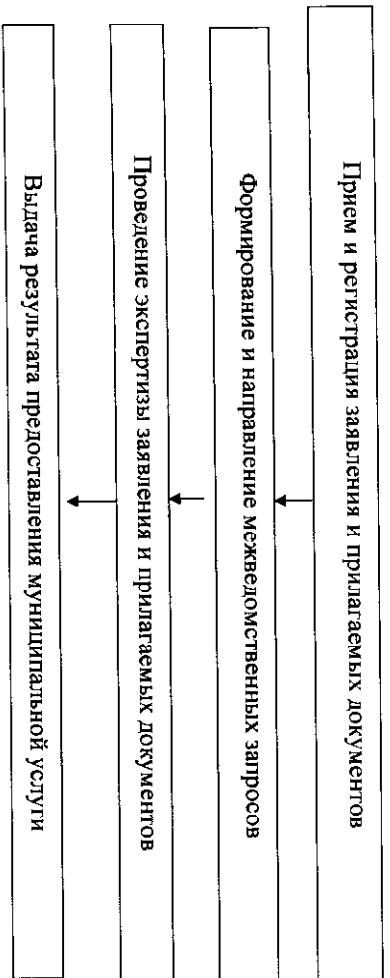 Прием и регистрация заявления и прилагаемых документов
Формирование и направление межведомственных запросов
Проведение экспертизы заявления и прилагаемых документов
Выдача результата предоставления муниципальной услуги